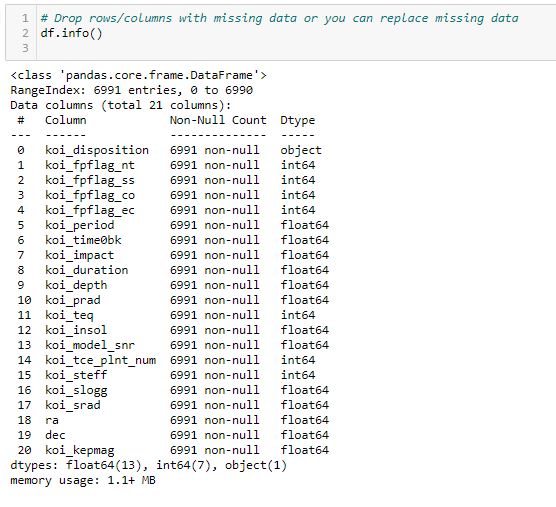 1 # Drop rows/columns with missing data or you can replace missing data
2 df.info()
3
<class 'pandas.core.frame.DataFrame'>
RangeIndex: 6991 entries, 0 to 6990
Data columns (total 21 columns):
 #   Column            Non-Null Count  Dtype
---  ------            --------------  -----
 0   koi_disposition   6991 non-null   object
 1   koi_fpflag_nt     6991 non-null   int64
 2   koi_fpflag_ss     6991 non-null   int64
 3   koi_fpflag_co     6991 non-null   int64
 4   koi_fpflag_ec     6991 non-null   int64
 5   koi_period        6991 non-null   float64
 6   koi_time0bk       6991 non-null   float64
 7   koi_impact        6991 non-null   float64
 8   koi_duration      6991 non-null   float64
 9   koi_depth         6991 non-null   float64
 10  koi_prad          6991 non-null   float64
 11  koi_teq           6991 non-null   int64
 12  koi_insol         6991 non-null   float64
 13  koi_model_snr     6991 non-null   float64
 14  koi_tce_plnt_num  6991 non-null   int64
 15  koi_steff         6991 non-null   int64
 16  koi_slogg         6991 non-null   float64
 17  koi_srad          6991 non-null   float64
 18  ra                6991 non-null   float64
 19  dec               6991 non-null   float64
 20  koi_kepmag        6991 non-null   float64
dtypes: float64(13), int64(7), object(1)
memory usage: 1.1+ MB